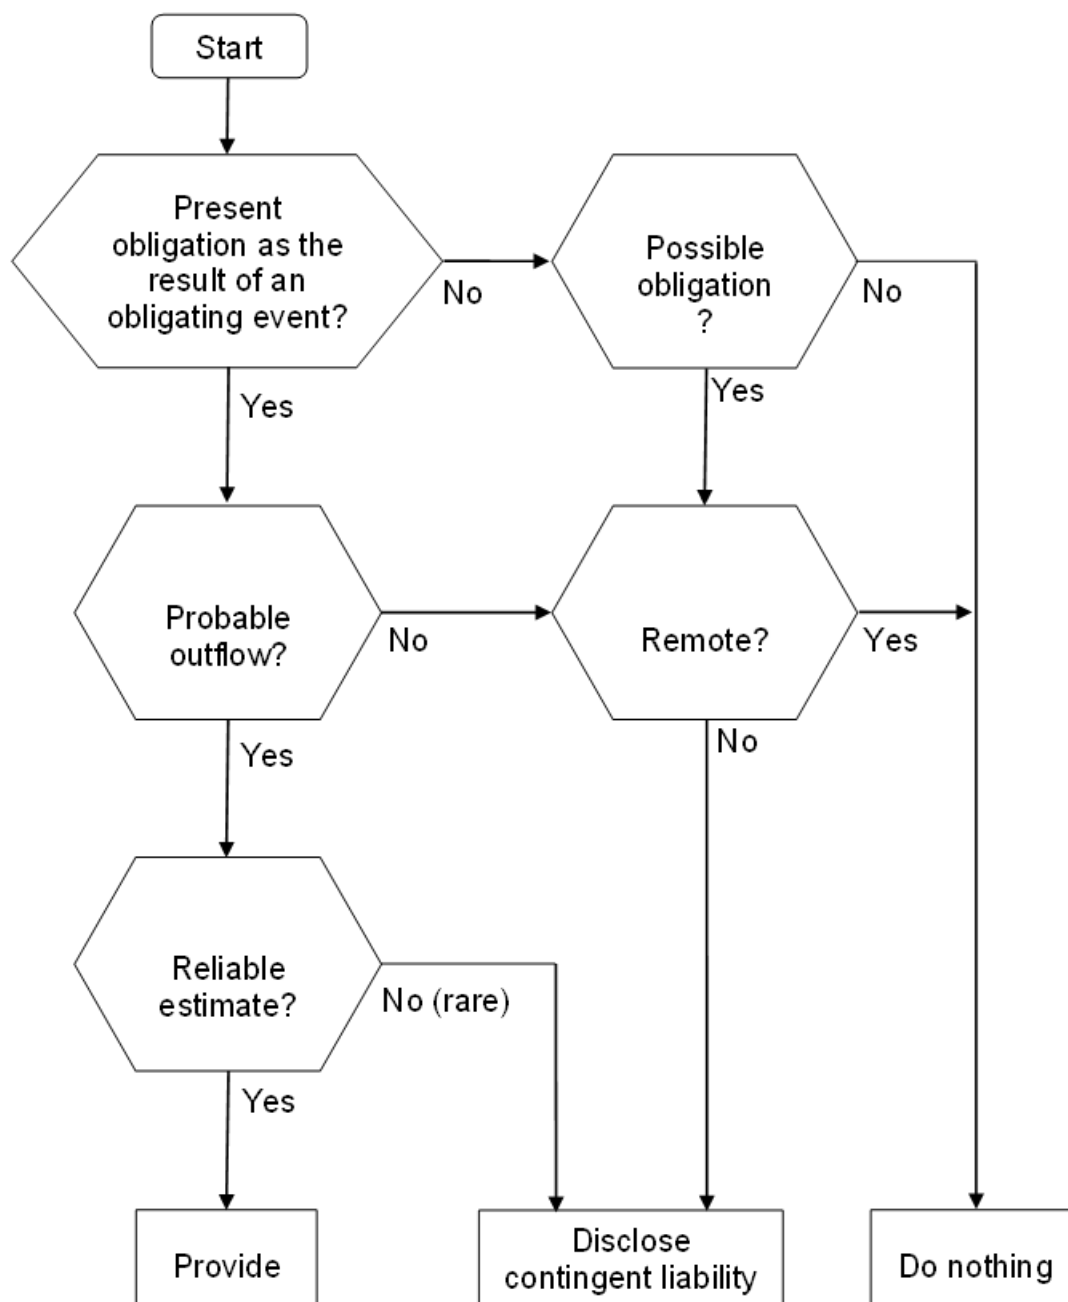 Start
Present
obligation as the
result of an
obligating event?
No
Possible
obligation
?
No
Yes
Yes
Probable
outflow?
No
Remote?
Yes
Yes
No
Reliable
estimate?
No (rare)
Yes
Provide
Disclose
contingent liability
Do nothing